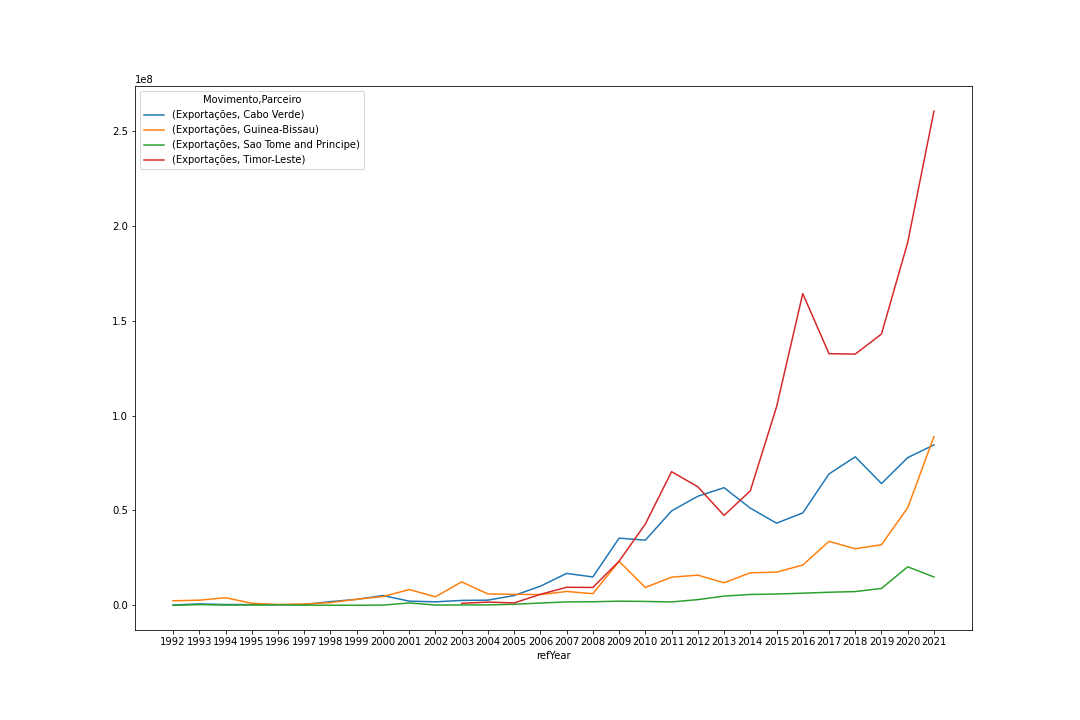 1e8
Movimento,Parceiro
(Exportações, Cabo Verde)
(Exportações, Guinea-Bissau)
(Exportações, Sao Tome and Principe)
(Exportações, Timor-Leste)
2.5
2.0
1.5
1.0
0.5
0.0
1992 1993 1994 1995 1996 1997 1998 1999 2000 2001 2002 2003 2004 2005 2006 2007 2008 2009 2010 2011 2012 2013 2014 2015 2016 2017 2018 2019 2020 2021
refYear